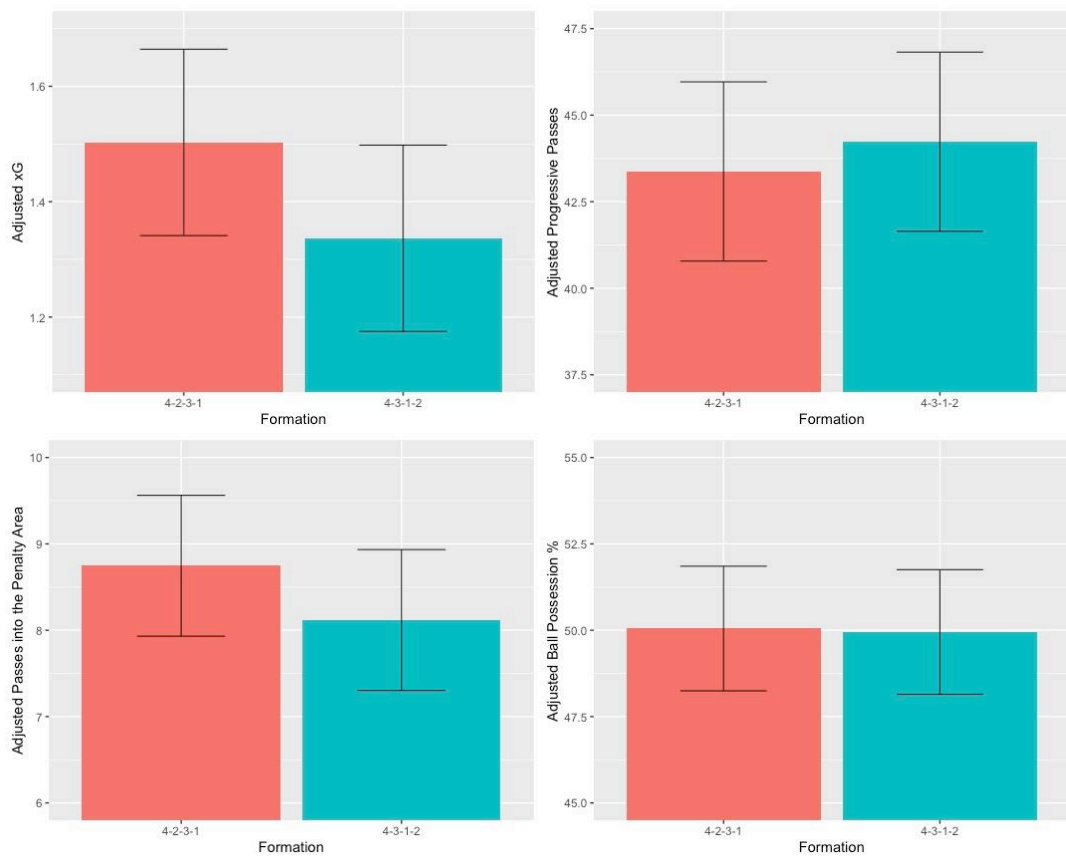 Adjusted xG
1.6
1.4
1.2
4-2-3-1 4-3-1-2
Formation
Adjusted Progressive Passes
47.5
45.0
42.5
40.0
37.5
4-2-3-1 4-3-1-2
Formation
Adjusted Passes into the Penalty Area
10
9
8
7
6
4-2-3-1 4-3-1-2
Formation
Adjusted Ball Possession %
55.0
52.5
50.0
47.5
45.0
4-2-3-1 4-3-1-2
Formation